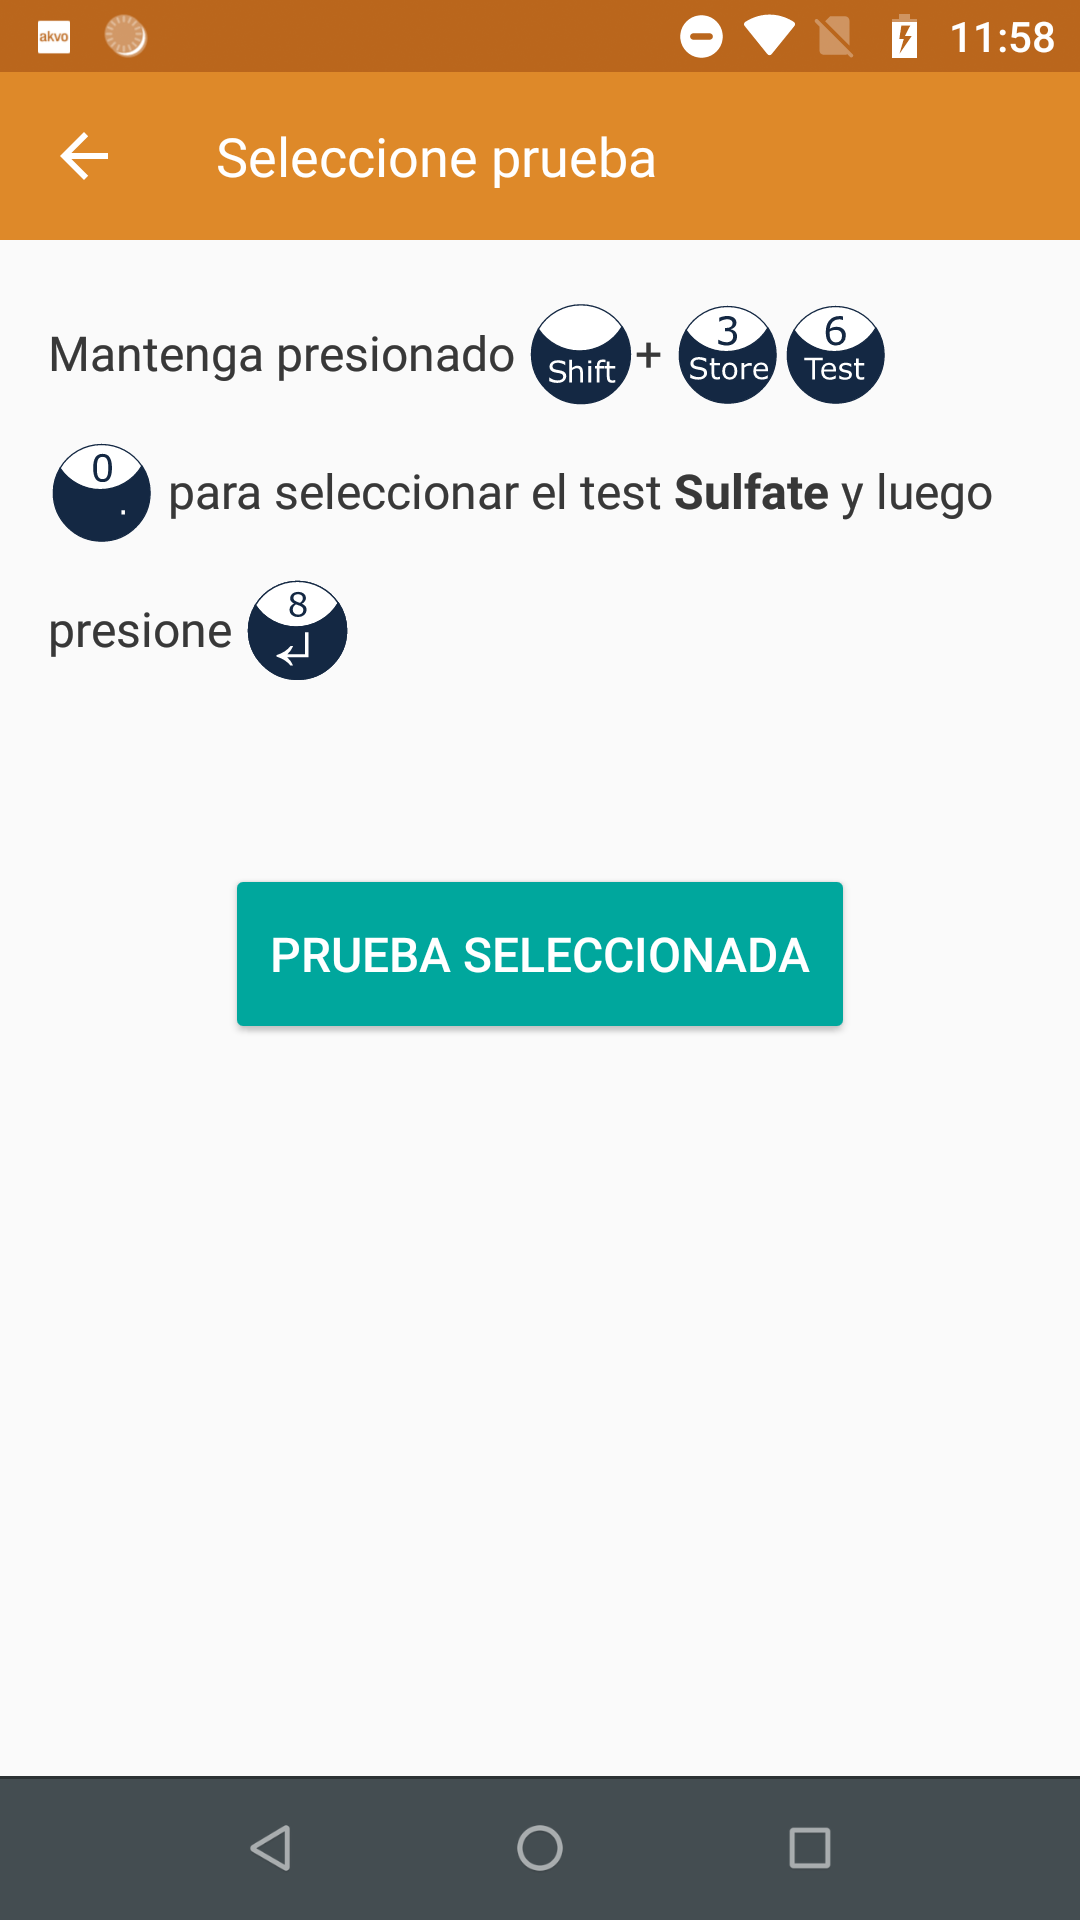 akvo 11:58
Seleccione prueba
Mantenga presionado Shift + 3 Store 6 Test
0 . para seleccionar el test Sulfate y luego
presione 8 ↵
PRUEBA SELECCIONADA